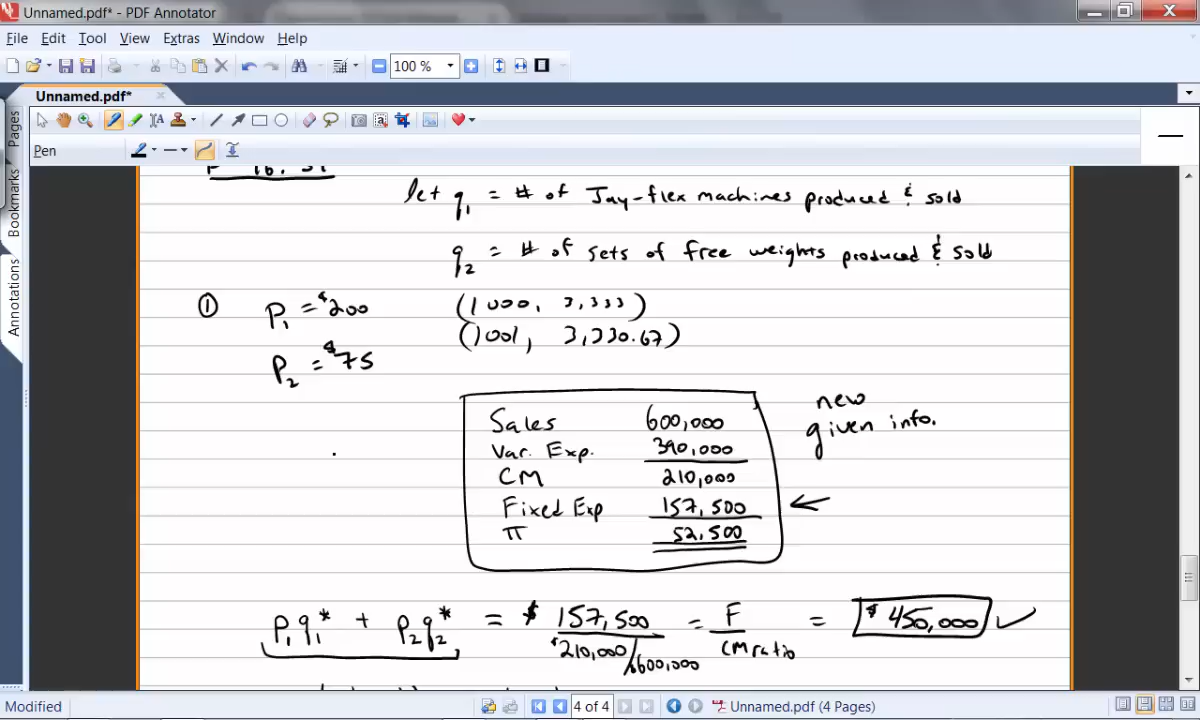 Unnamed.pdf* - PDF Annotator
File Edit Tool View Extras Window Help
100 %
Unnamed.pdf*
Pages
Bookmarks
Annotations
Pen
let q1 = # of Jay-flex machines produced & sold
q2 = # of sets of free weights produced & sold
① P1 = $200 (1000, 3,333)
(1001, 3,330.67)
P2 = $75
Sales 600,000
Var. Exp. 390,000
CM 210,000
Fixed Exp 157,500 ←
π 52,500
new
given info.
P1q1* + P2q2* = $ 157,500 / $210,000/600,000 = F / CM ratio = $ 450,000 ✓
Modified
4 of 4
Unnamed.pdf (4 Pages)